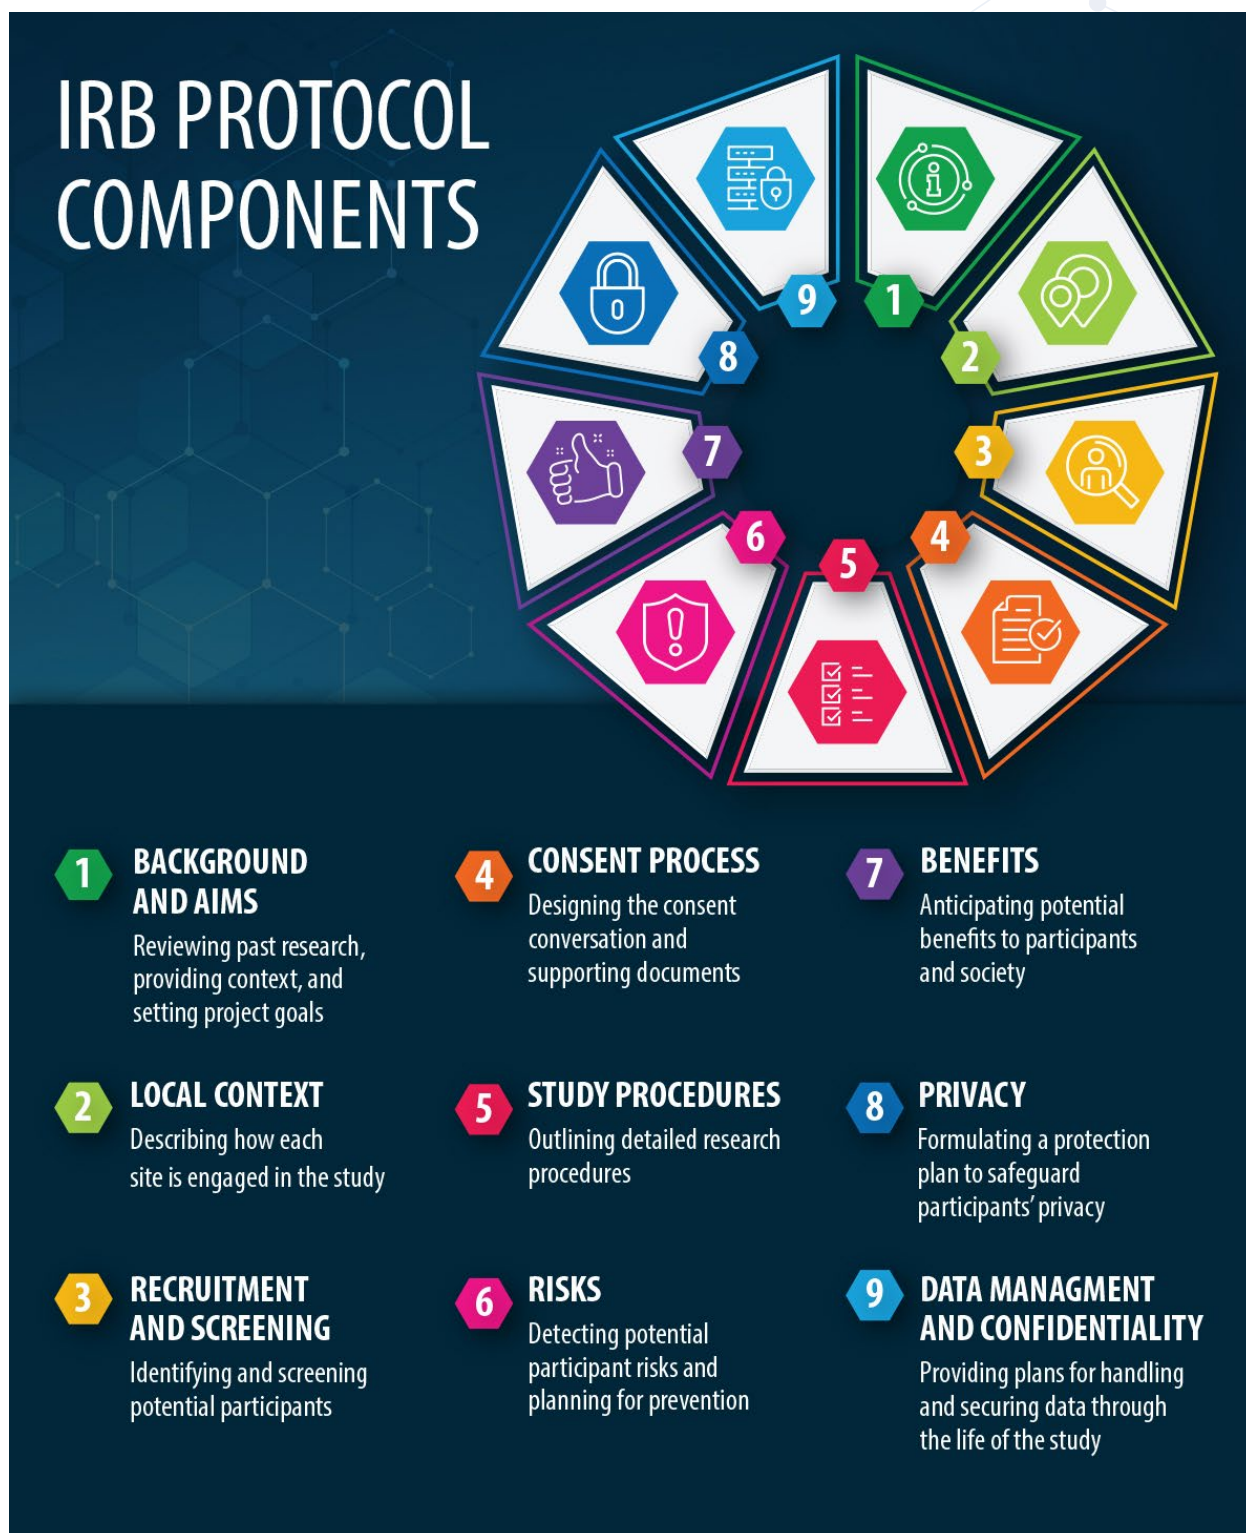 IRB PROTOCOL
COMPONENTS
9
1
8
2
7
3
6
4
5
1
BACKGROUND
AND AIMS
Reviewing past research,
providing context, and
setting project goals
2
LOCAL CONTEXT
Describing how each
site is engaged in the study
3
RECRUITMENT
AND SCREENING
Identifying and screening
potential participants
4
CONSENT PROCESS
Designing the consent
conversation and
supporting documents
5
STUDY PROCEDURES
Outlining detailed research
procedures
6
RISKS
Detecting potential
participant risks and
planning for prevention
7
BENEFITS
Anticipating potential
benefits to participants
and society
8
PRIVACY
Formulating a protection
plan to safeguard
participants’ privacy
9
DATA MANAGMENT
AND CONFIDENTIALITY
Providing plans for handling
and securing data through
the life of the study